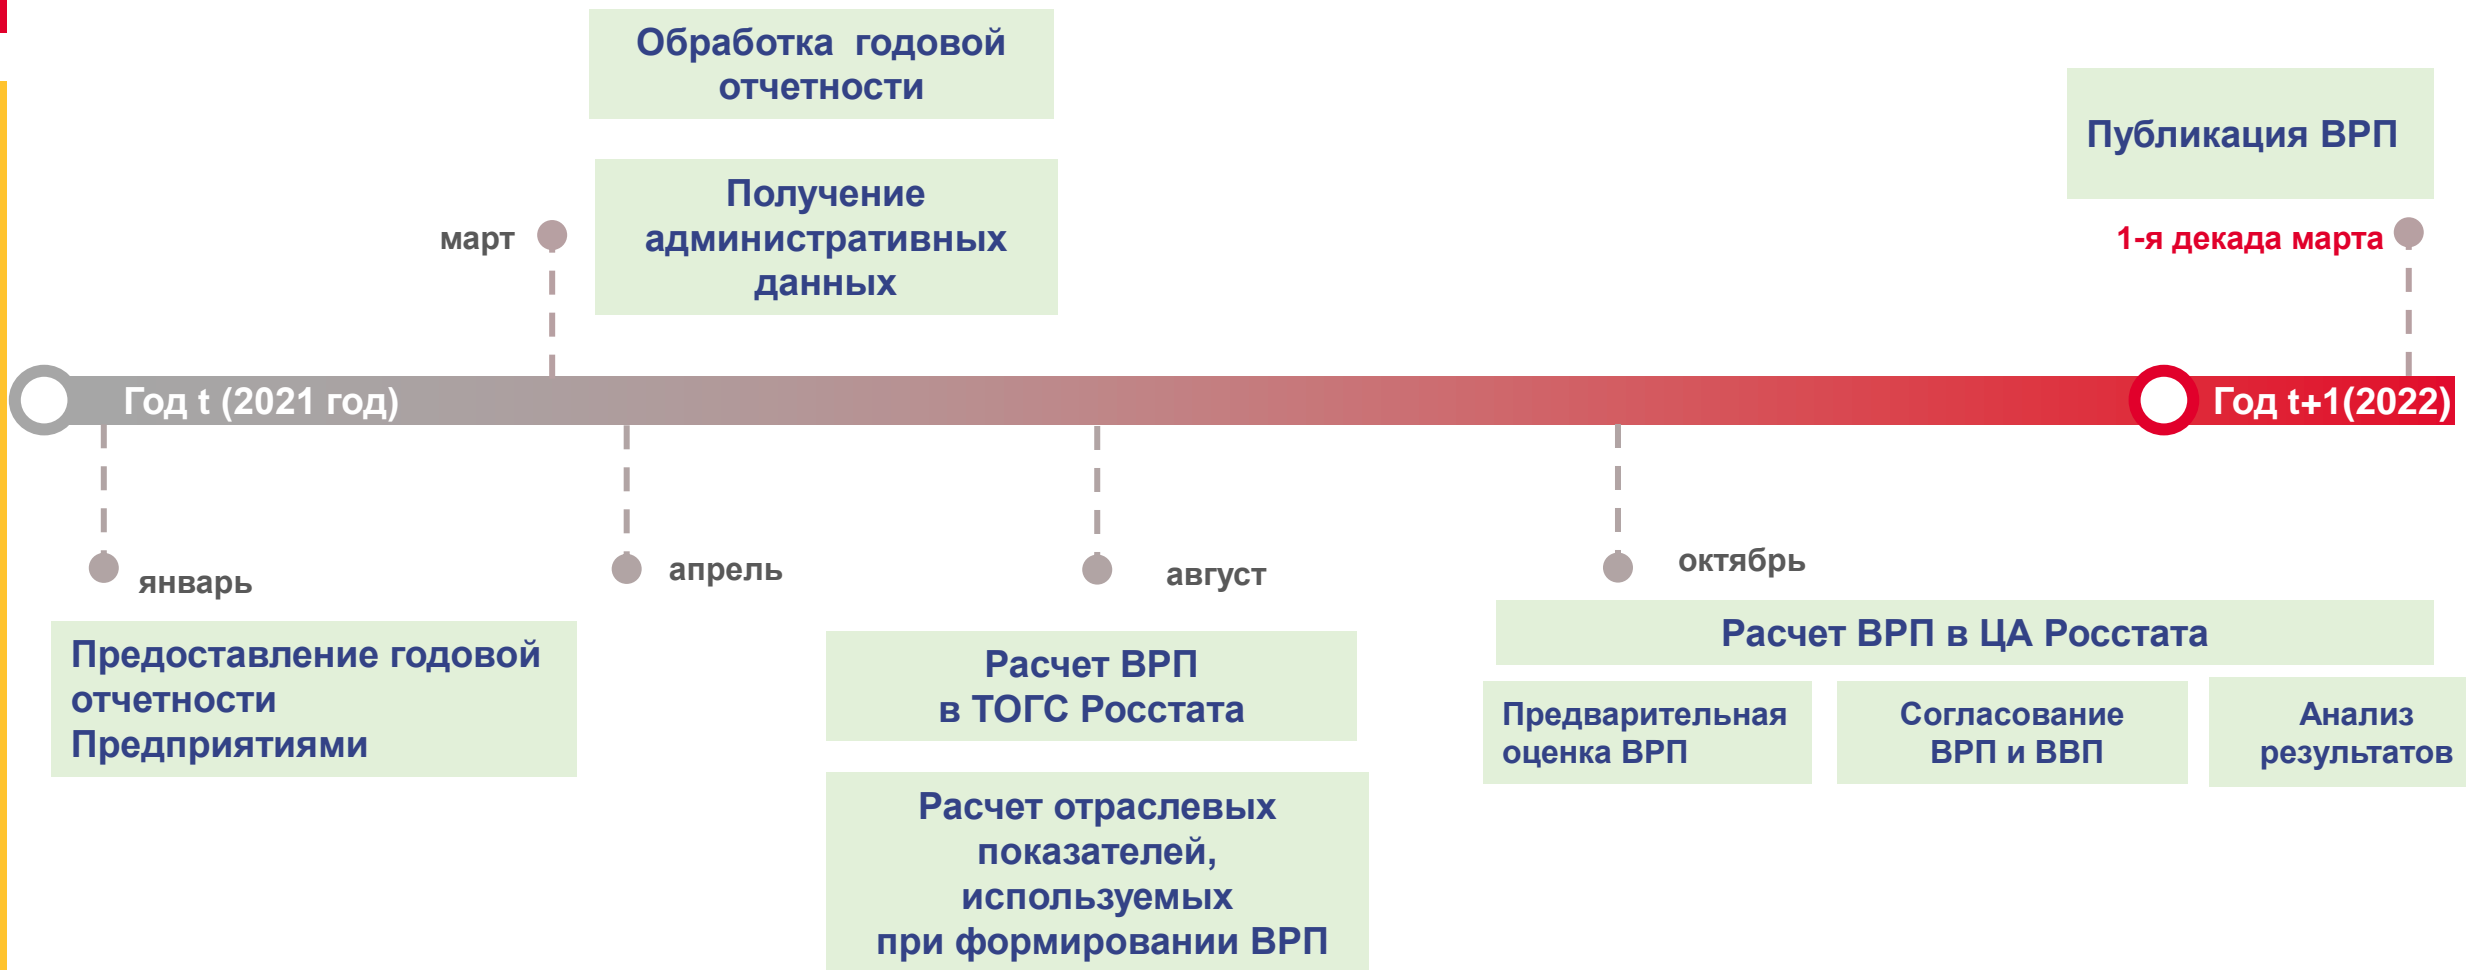 Обработка годовой
отчетности
Публикация ВРП
Получение
административных
данных
март
1-я декада марта
Год t (2021 год)
Год t+1(2022)
январь
апрель
август
октябрь
Предоставление годовой
отчетности
Предприятиями
Расчет ВРП
в ТОГС Росстата
Расчет отраслевых
показателей,
используемых
при формировании ВРП
Расчет ВРП в ЦА Росстата
Предварительная
оценка ВРП
Согласование
ВРП и ВВП
Анализ
результатов